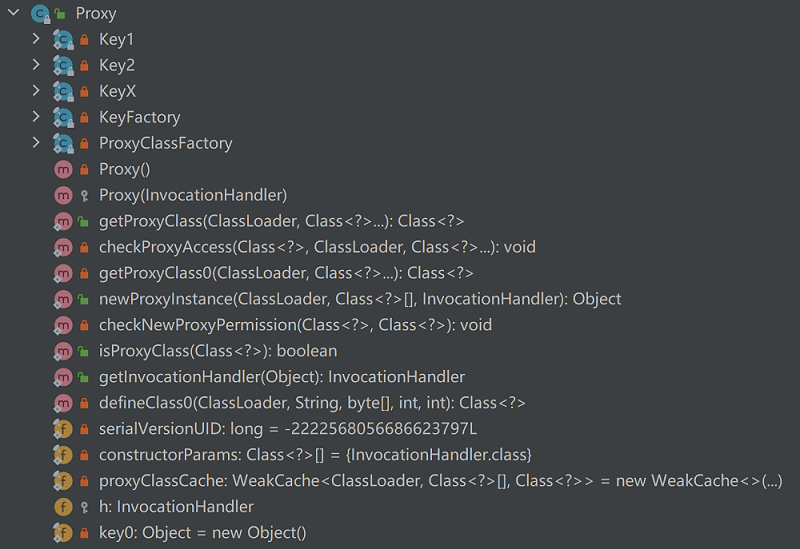 Proxy
Key1
Key2
KeyX
KeyFactory
ProxyClassFactory
Proxy()
Proxy(InvocationHandler)
getProxyClass(ClassLoader, Class<?>...): Class<?>
checkProxyAccess(Class<?>, ClassLoader, Class<?>...): void
getProxyClass0(ClassLoader, Class<?>...): Class<?>
newProxyInstance(ClassLoader, Class<?>[], InvocationHandler): Object
checkNewProxyPermission(Class<?>, Class<?>): void
isProxyClass(Class<?>): boolean
getInvocationHandler(Object): InvocationHandler
defineClass0(ClassLoader, String, byte[], int, int): Class<?>
serialVersionUID: long = -2222568056686623797L
constructorParams: Class<?>[] = {InvocationHandler.class}
proxyClassCache: WeakCache<ClassLoader, Class<?>[], Class<?>> = new WeakCache<>(...)
h: InvocationHandler
key0: Object = new Object()